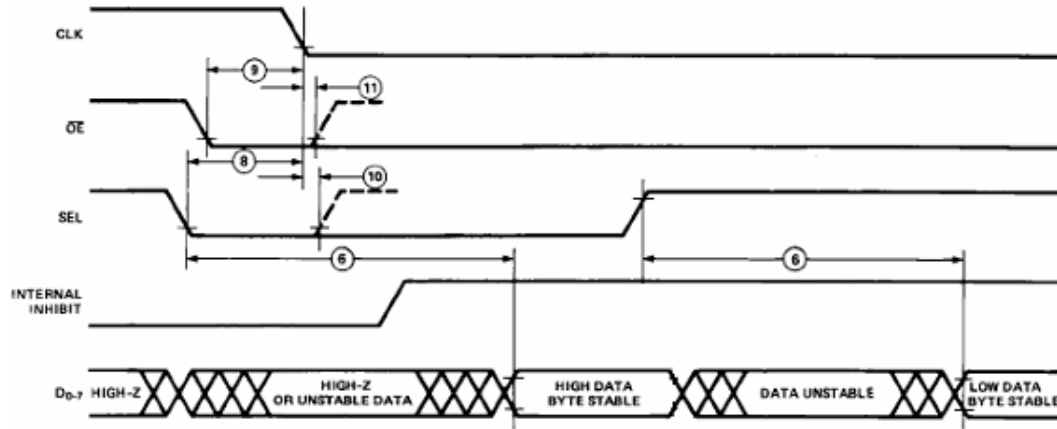 CLK
9
11
OE
8
10
SEL
6
6
INTERNAL
INHIBIT
D0-7 HIGH-Z
HIGH-Z
OR UNSTABLE DATA
HIGH DATA
BYTE STABLE
DATA UNSTABLE
LOW DATA
BYTE STABLE